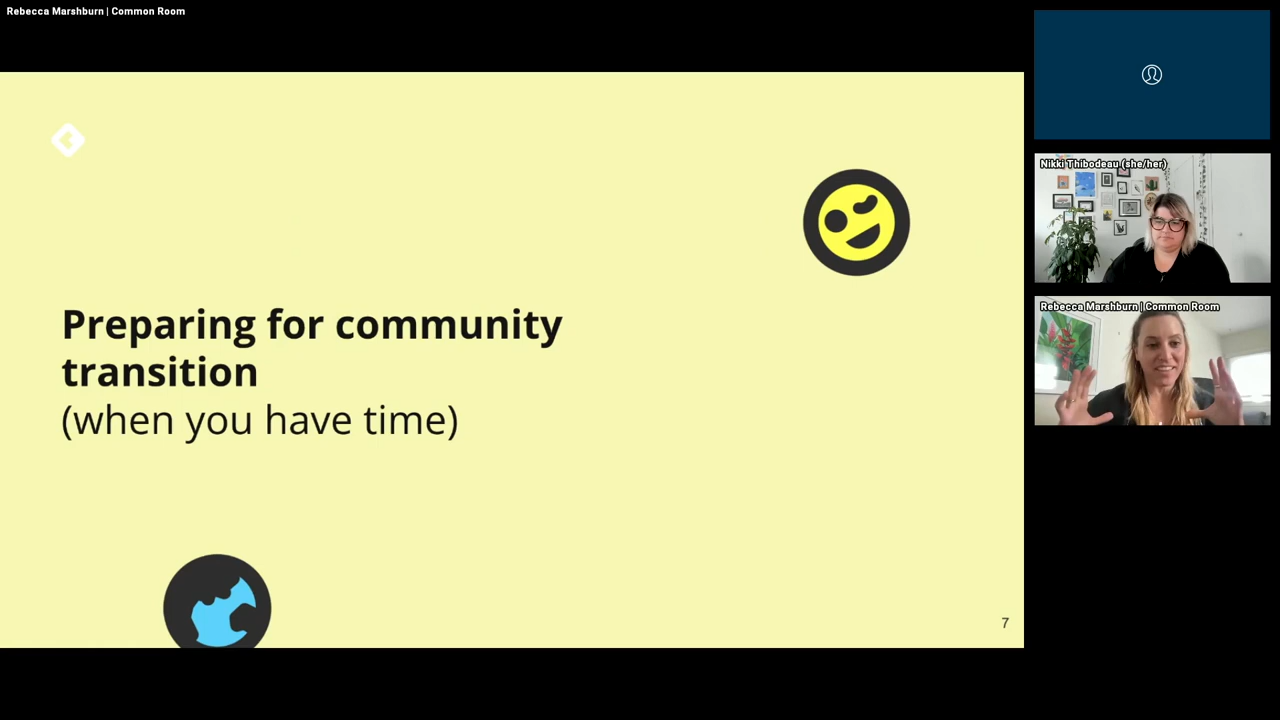 Rebecca Marshburn | Common Room
Preparing for community
transition
(when you have time)
7
Nikki Thibodeau (she/her)
Rebecca Marshburn | Common Room